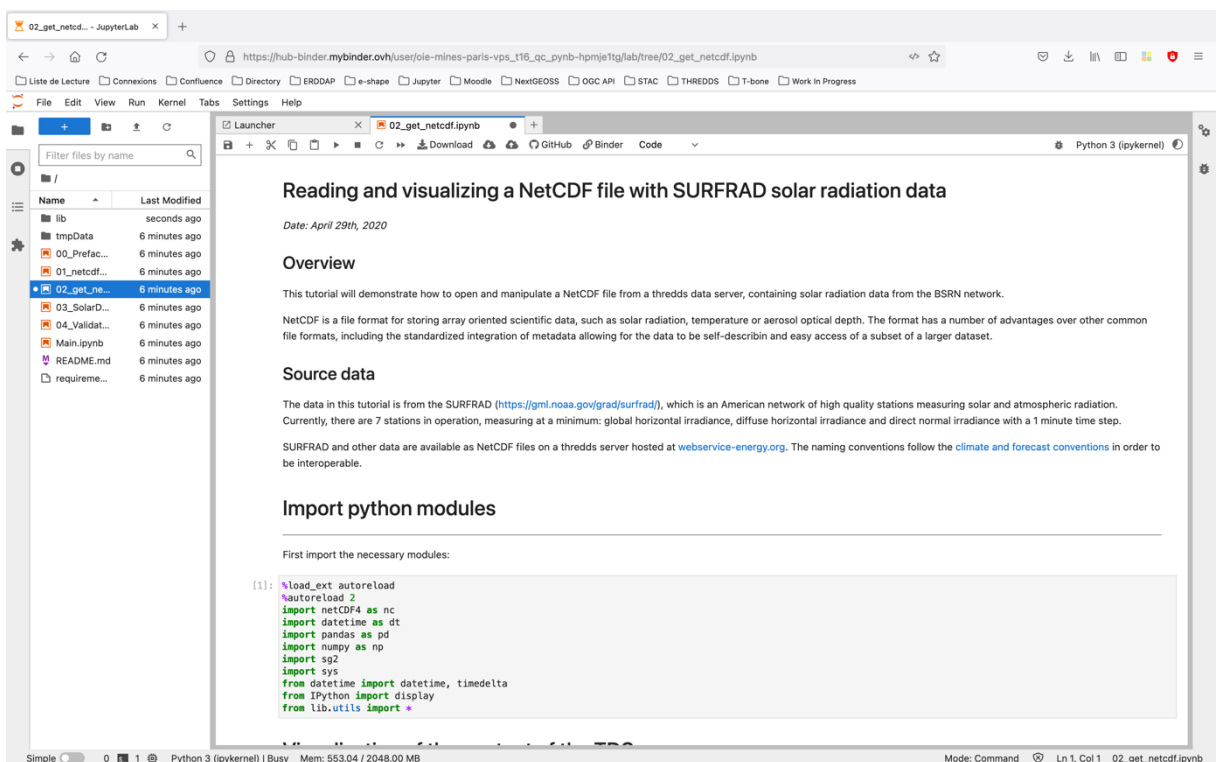 02_get_netcd... - JupyterLab
https://hub-binder.mybinder.ovh/user/oie-mines-paris-vps_t16_qc_pynb-hpmje1tg/lab/tree/02_get_netcdf.ipynb
Liste de Lecture Connexions Confluence Directory ERDDAP e-shape Jupyter Moodle NextGEOSS OGC API STAC THREDDS T-bone Work In Progress
File Edit View Run Kernel Tabs Settings Help
Launcher 02_get_netcdf.ipynb
Download GitHub Binder Code Python 3 (ipykernel)
Filter files by name
/
Name Last Modified
lib seconds ago
tmpData 6 minutes ago
00_Prefac... 6 minutes ago
01_netcdf... 6 minutes ago
02_get_ne... 6 minutes ago
03_SolarD... 6 minutes ago
04_Validat... 6 minutes ago
Main.ipynb 6 minutes ago
README.md 6 minutes ago
requireme... 6 minutes ago
Reading and visualizing a NetCDF file with SURFRAD solar radiation data
Date: April 29th, 2020
Overview
This tutorial will demonstrate how to open and manipulate a NetCDF file from a thredds data server, containing solar radiation data from the BSRN network.
NetCDF is a file format for storing array oriented scientific data, such as solar radiation, temperature or aerosol optical depth. The format has a number of advantages over other common
file formats, including the standardized integration of metadata allowing for the data to be self-describin and easy access of a subset of a larger dataset.
Source data
The data in this tutorial is from the SURFRAD (https://gml.noaa.gov/grad/surfrad/), which is an American network of high quality stations measuring solar and atmospheric radiation.
Currently, there are 7 stations in operation, measuring at a minimum: global horizontal irradiance, diffuse horizontal irradiance and direct normal irradiance with a 1 minute time step.
SURFRAD and other data are available as NetCDF files on a thredds server hosted at webservice-energy.org. The naming conventions follow the climate and forecast conventions in order to
be interoperable.
Import python modules
First import the necessary modules:
[1]: %load_ext autoreload
%autoreload 2
import netCDF4 as nc
import datetime as dt
import pandas as pd
import numpy as np
import sg2
import sys
from datetime import datetime, timedelta
from IPython import display
from lib.utils import *
Simple 0 1 Python 3 (ipykernel) | Busy Mem: 553.04 / 2048.00 MB Mode: Command Ln 1, Col 1 02_get_netcdf.ipynb